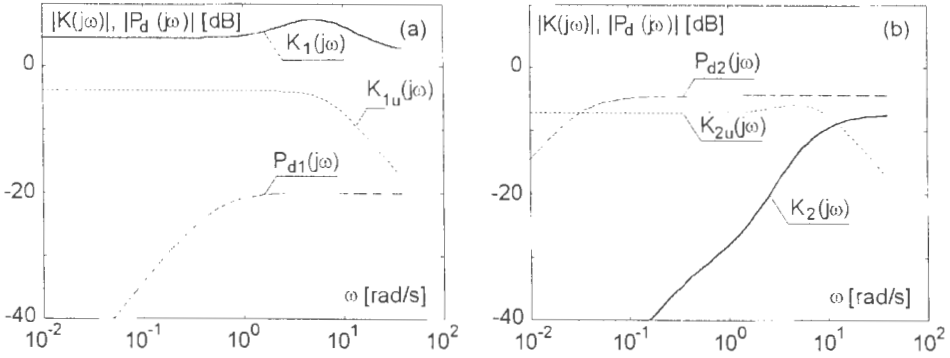 |K(jω)|, |P_d (jω)| [dB]
(a)
K_1(jω)
0
K_1u(jω)
P_d1(jω)
-20
ω [rad/s]
-40
10^-2 10^-1 10^0 10^1 10^2
|K(jω)|, |P_d (jω)| [dB]
(b)
P_d2(jω)
0
K_2u(jω)
-20
K_2(jω)
ω [rad/s]
-40
10^-2 10^-1 10^0 10^1 10^2